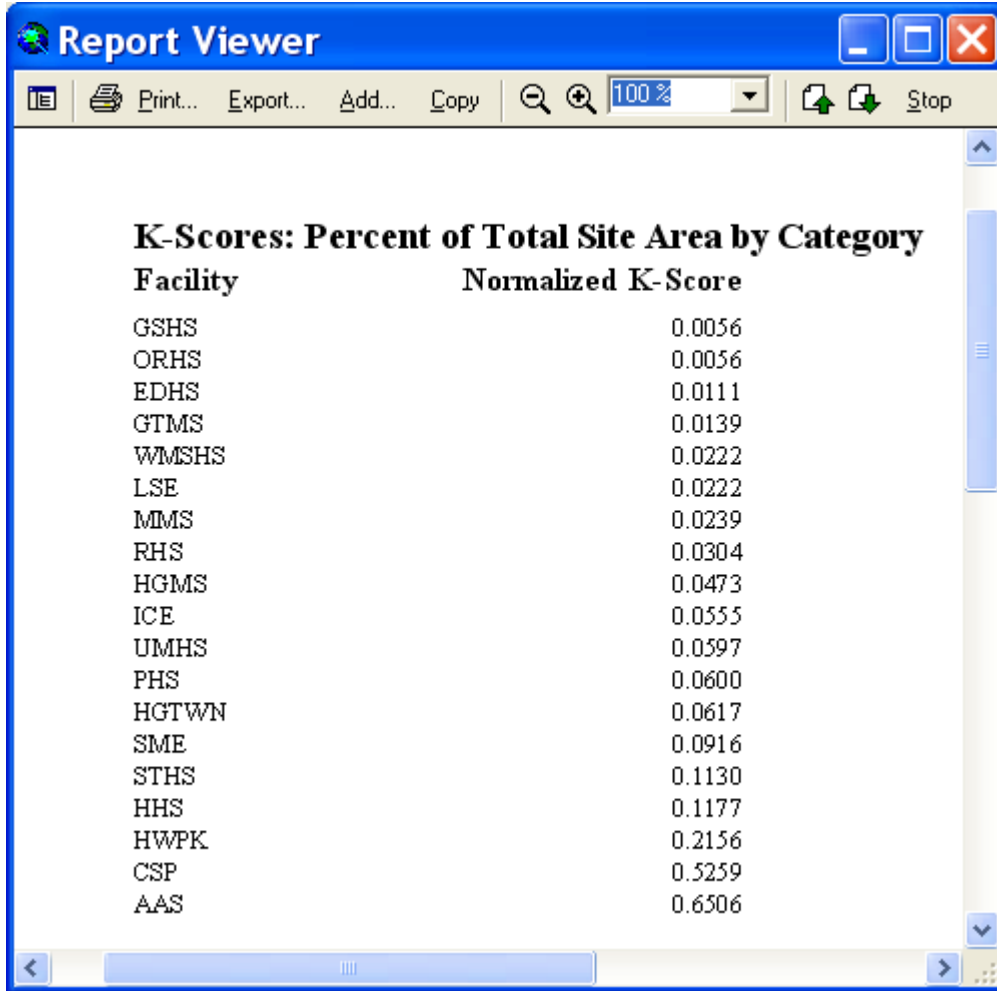 Report Viewer
Print... Export... Add... Copy 100 % Stop
K-Scores: Percent of Total Site Area by Category
Facility Normalized K-Score
GSHS 0.0056
ORHS 0.0056
EDHS 0.0111
GTMS 0.0139
WMSHS 0.0222
LSE 0.0222
MMS 0.0239
RHS 0.0304
HGMS 0.0473
ICE 0.0555
UMHS 0.0597
PHS 0.0600
HGTWN 0.0617
SME 0.0916
STHS 0.1130
HHS 0.1177
HWPK 0.2156
CSP 0.5259
AAS 0.6506